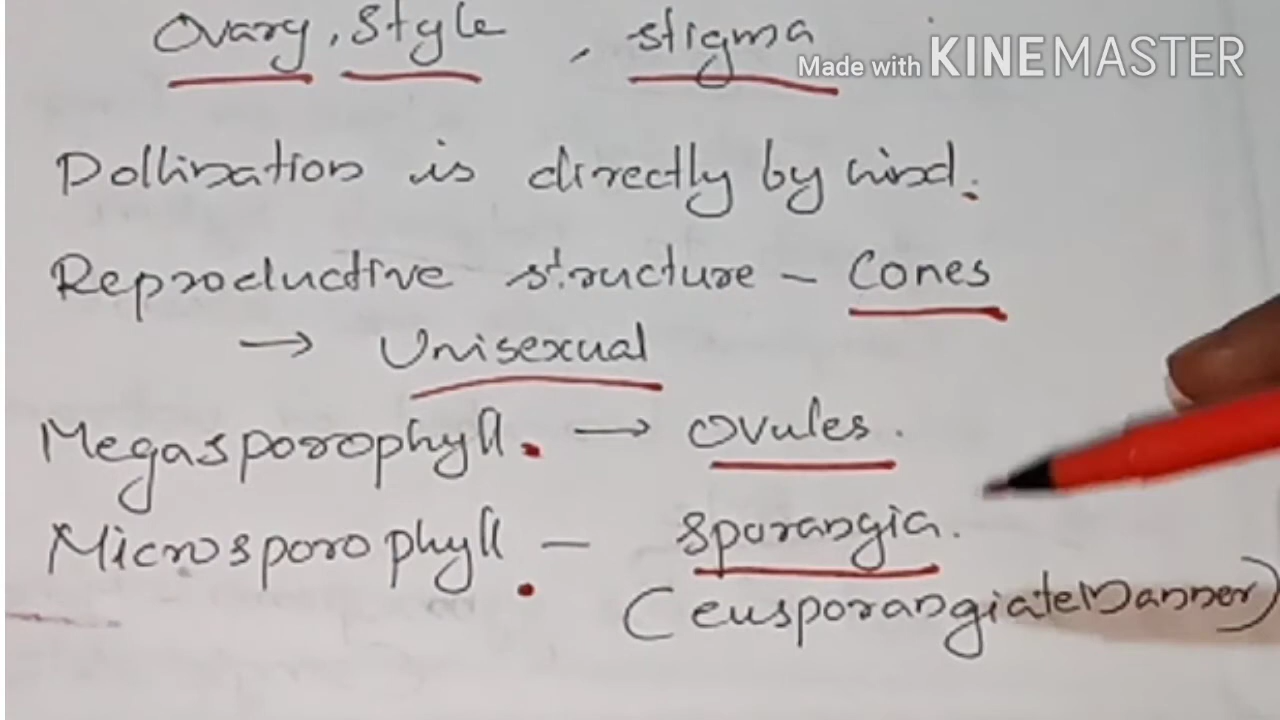 Ovary, Style, stigma
Made with KINEMASTER
Pollination is directly by wind.
Reproductive structure - Cones
→ Unisexual
Megasporophyll. → Ovules.
Microsporophyll. - Sporangia.
(eusporangiate Manner)